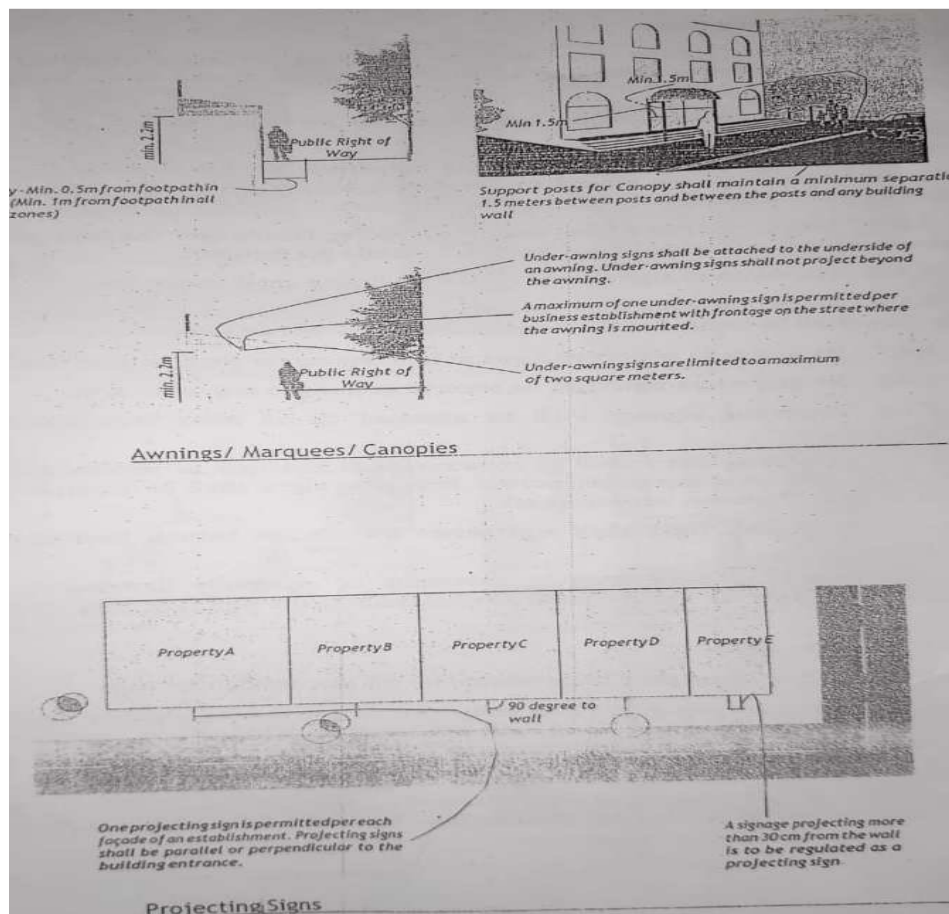 min. 2.2m
Public Right of
Way
y - Min. 0.5m from footpath in
(Min. 1m from footpath in all
zones)
Min 1.5m
Min 1.5m
Support posts for Canopy shall maintain a minimum separatio
1.5 meters between posts and between the posts and any building
wall
Under-awning signs shall be attached to the underside of
an awning. Under-awning signs shall not project beyond
the awning.
A maximum of one under-awning sign is permitted per
business establishment with frontage on the street where
the awning is mounted.
Under-awning signs are limited to a maximum
of two square meters.
min. 2.2m
Public Right of
Way
Awnings/ Marquees/ Canopies
Property A
Property B
Property C
Property D
Property E
90 degree to
wall
One projecting sign is permitted per each
façade of an establishment. Projecting signs
shall be parallel or perpendicular to the
building entrance.
A signage projecting more
than 30 cm from the wall
is to be regulated as a
projecting sign
Projecting Signs